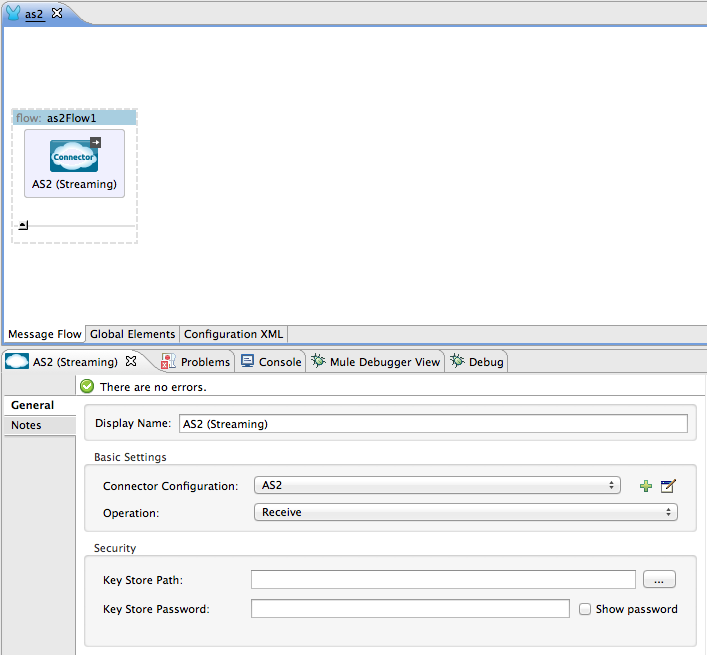 as2
flow: as2Flow1
Connector
AS2 (Streaming)
Message Flow Global Elements Configuration XML
AS2 (Streaming) Problems Console Mule Debugger View Debug
There are no errors.
General
Notes
Display Name: AS2 (Streaming)
Basic Settings
Connector Configuration: AS2
Operation: Receive
Security
Key Store Path: ...
Key Store Password: Show password